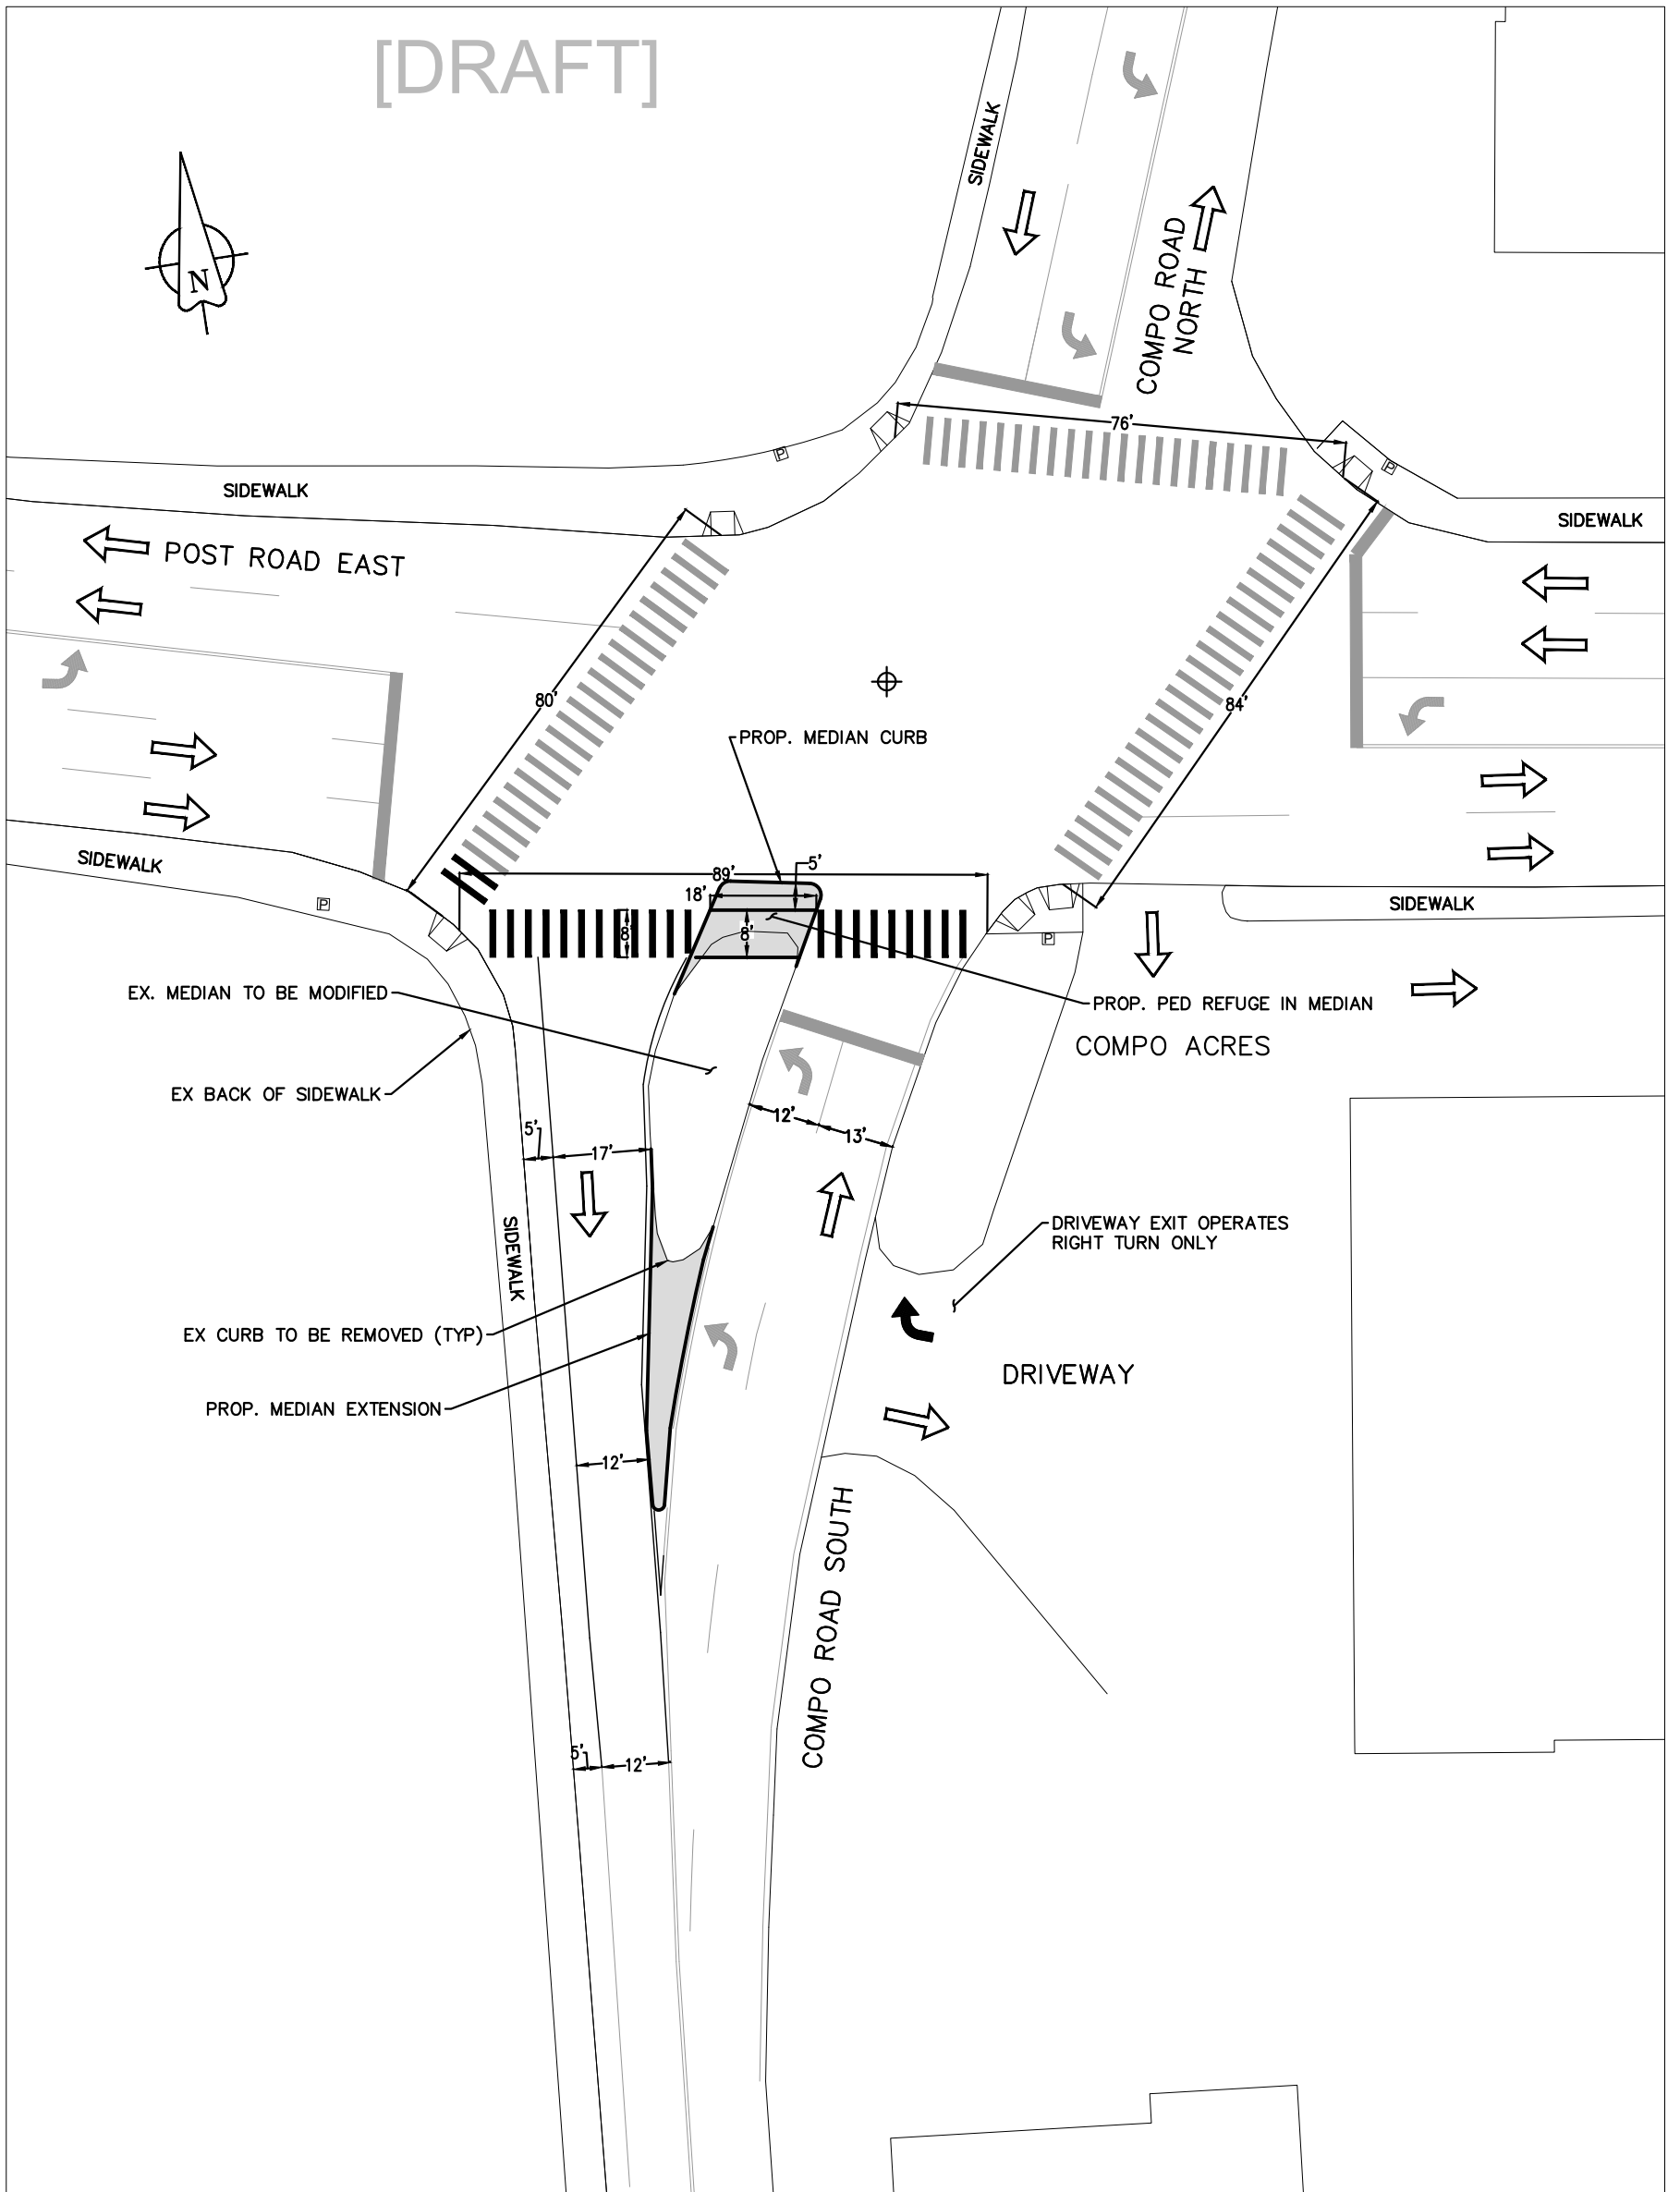 [DRAFT]
SIDEWALK
N
COMPO ROAD
NORTH
76'
P
P
SIDEWALK
SIDEWALK
POST ROAD EAST
80'
84'
PROP. MEDIAN CURB
SIDEWALK
89'
5'
18'
P
SIDEWALK
8'
8'
P
EX. MEDIAN TO BE MODIFIED
PROP. PED REFUGE IN MEDIAN
COMPO ACRES
EX BACK OF SIDEWALK
12'
13'
5'
17'
SIDEWALK
DRIVEWAY EXIT OPERATES
RIGHT TURN ONLY
EX CURB TO BE REMOVED (TYP)
DRIVEWAY
PROP. MEDIAN EXTENSION
12'
COMPO ROAD SOUTH
5'
12'